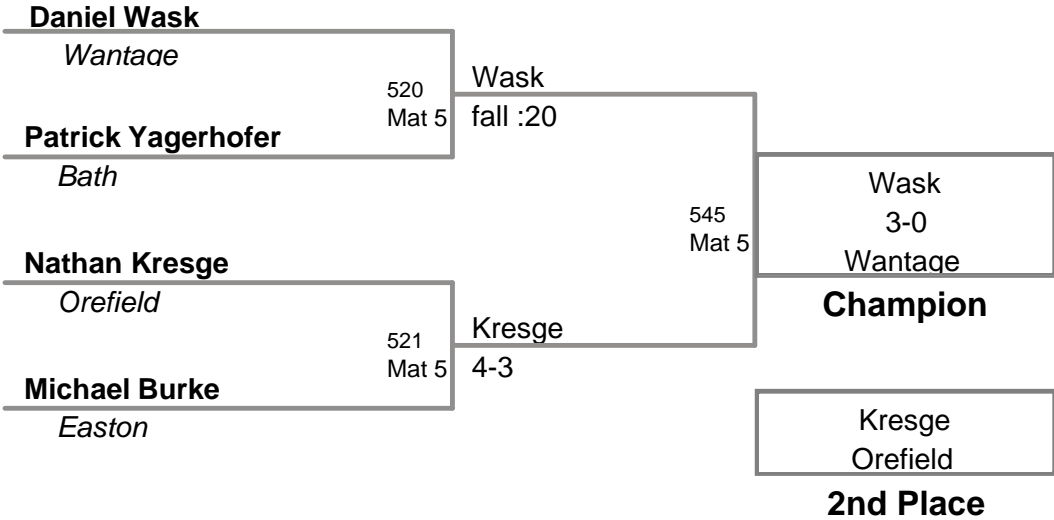 Daniel Wask
Wantage
520
Mat 5
Wask
fall :20
Patrick Yagerhofer
Bath
545
Mat 5
Wask
3-0
Wantage
Champion
Nathan Kresge
Orefield
521
Mat 5
Kresge
4-3
Michael Burke
Easton
Kresge
Orefield
2nd Place